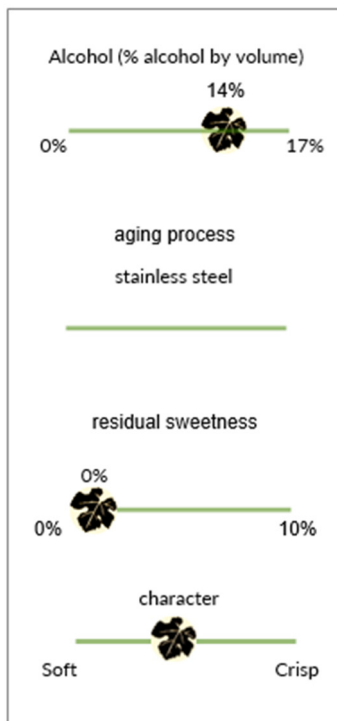 Alcohol (% alcohol by volume)
14%
0% 17%
aging process
stainless steel
residual sweetness
0%
0% 10%
character
Soft Crisp